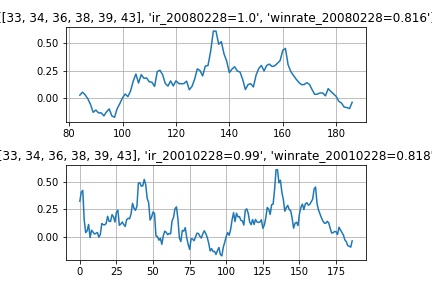 [[33, 34, 36, 38, 39, 43], 'ir_20080228=1.0', 'winrate_20080228=0.816']
0.50
0.25
0.00
80 100 120 140 160 180
[33, 34, 36, 38, 39, 43], 'ir_20010228=0.99', 'winrate_20010228=0.818'
0.50
0.25
0.00
0 25 50 75 100 125 150 175